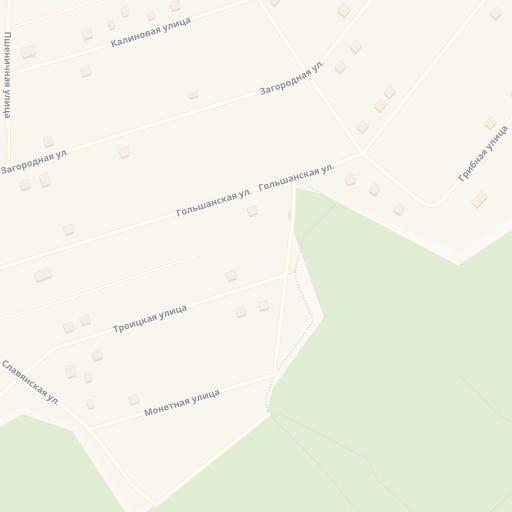 Калиновая улица
Пшеничная улица
Загородная ул.
Загородная ул.
Грибная улица
Гольшанская ул.
Гольшанская ул.
Троицкая улица
Славянская ул.
Монетная улица